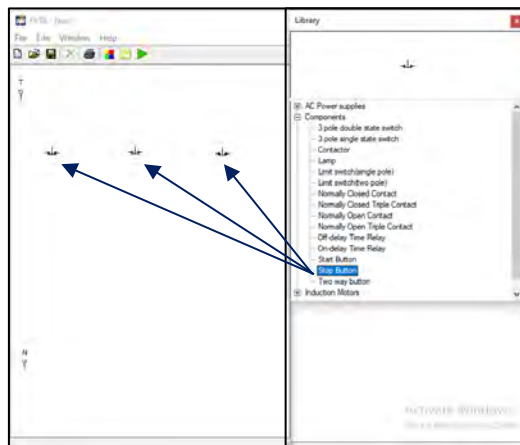 File Edit Window Help
T
N
Library
AC Power supplies
Components
3 pole double state switch
3 pole single state switch
Contactor
Lamp
Limit switch(single pole)
Limit switch(two pole)
Normally Closed Contact
Normally Closed Triple Contact
Normally Open Contact
Normally Open Triple Contact
Off-delay Time Relay
On-delay Time Relay
Start Button
Stop Button
Two way button
Induction Motors
Activate Windows